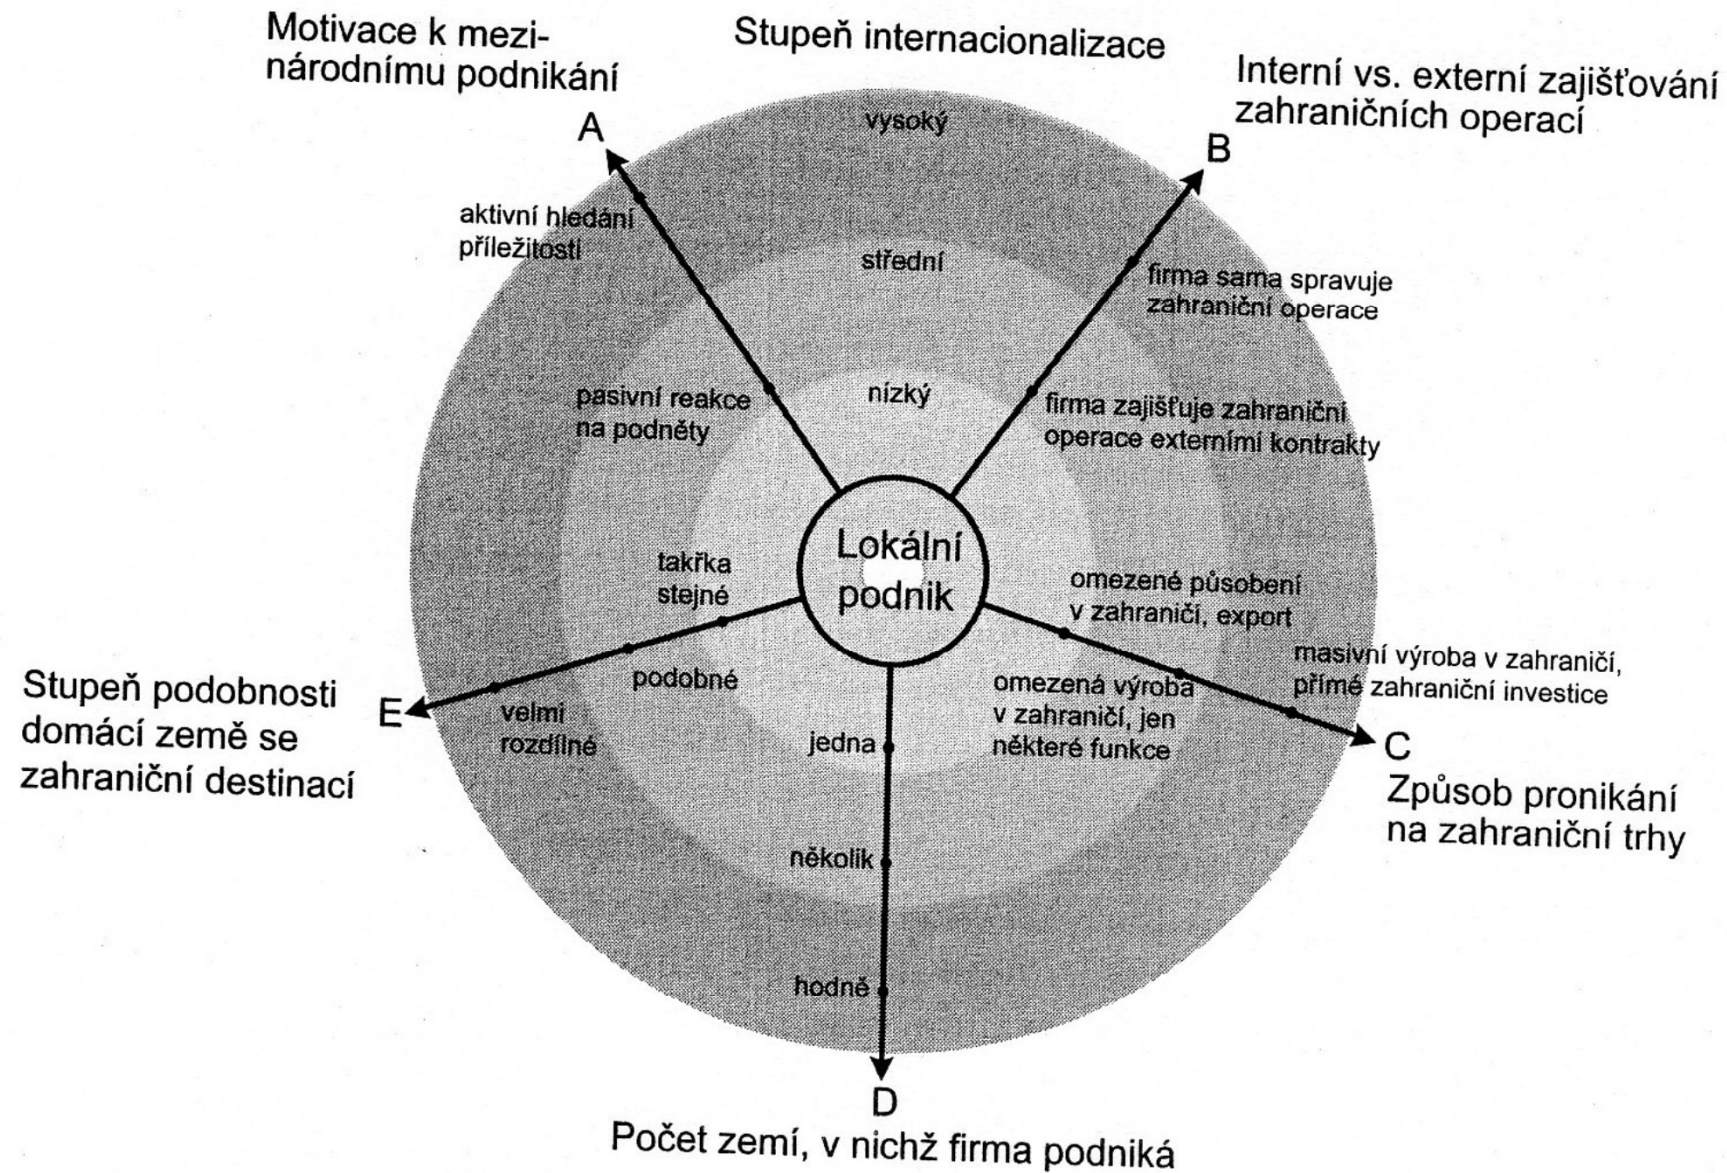 Motivace k mezi-
národnímu podnikání
Stupeň internacionalizace
Interní vs. externí zajišťování
zahraničních operací
A
B
vysoký
střední
nízký
aktivní hledání
příležitostí
pasivní reakce
na podněty
firma sama spravuje
zahraniční operace
firma zajišťuje zahraniční
operace externími kontrakty
Lokální
podnik
takřka
stejné
podobné
velmi
rozdílné
E
Stupeň podobnosti
domácí země se
zahraniční destinací
omezené působení
v zahraničí, export
omezená výroba
v zahraničí, jen
některé funkce
masivní výroba v zahraničí,
přímé zahraniční investice
C
Způsob pronikání
na zahraniční trhy
jedna
několik
hodně
D
Počet zemí, v nichž firma podniká